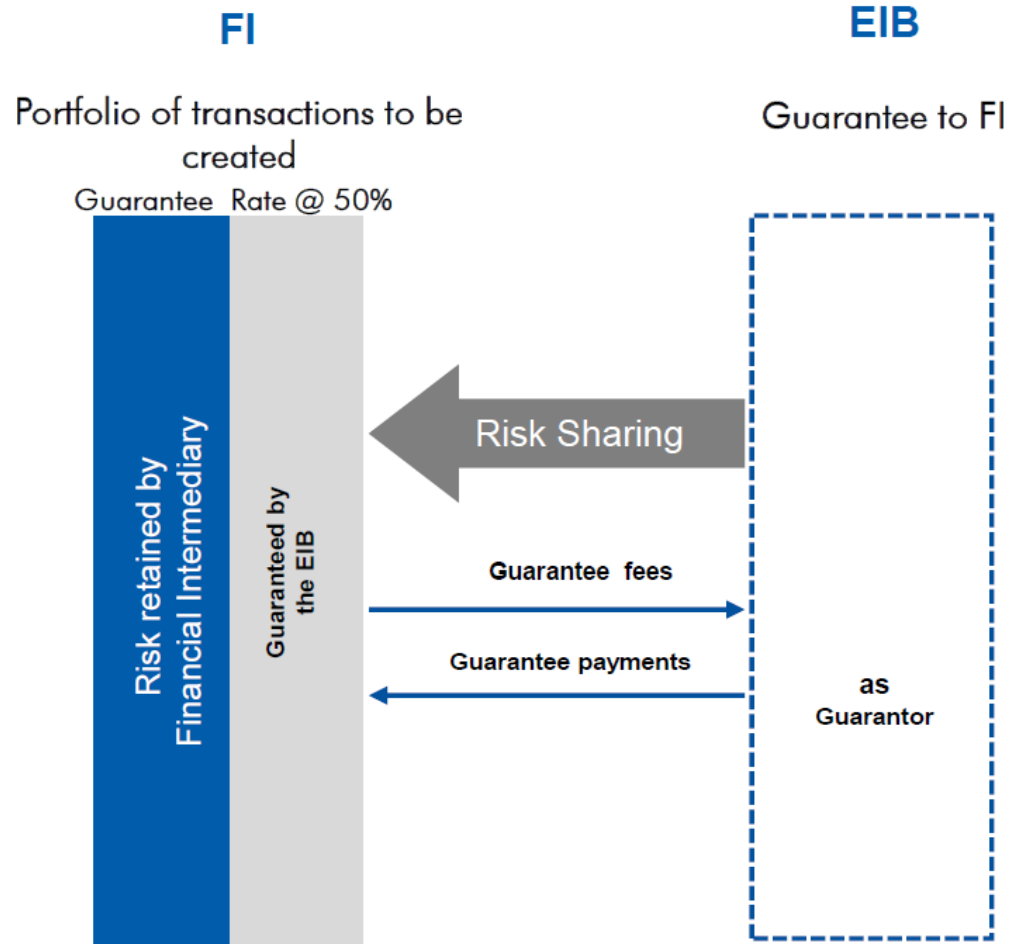 FI
EIB
Portfolio of transactions to be
created
Guarantee to FI
Guarantee Rate @ 50%
Risk retained by
Financial Intermediary
Guaranteed by
the EIB
Risk Sharing
Guarantee fees
Guarantee payments
as
Guarantor